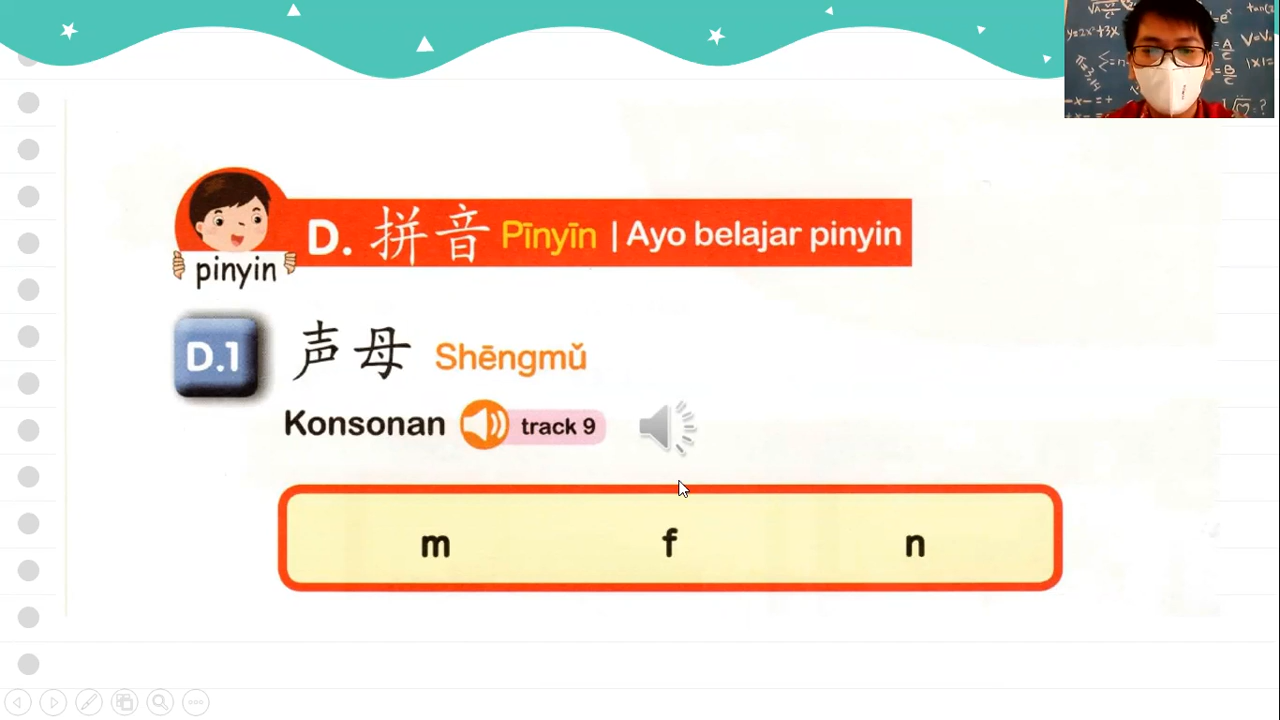 D. 拼音 Pīnyīn | Ayo belajar pinyin
pinyin
D.1 声母 Shēngmǔ
Konsonan track 9
m f n